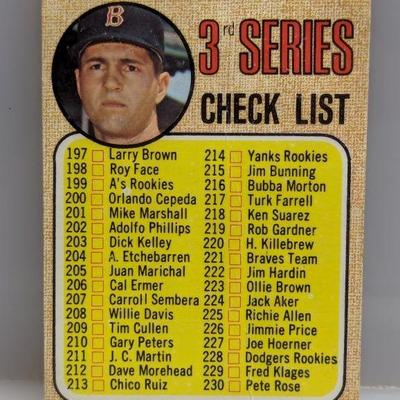 B
3rd SERIES
CHECK LIST
197 Larry Brown
198 Roy Face
199 A's Rookies
200 Orlando Cepeda
201 Mike Marshall
202 Adolfo Phillips
203 Dick Kelley
204 A. Etchebarren
205 Juan Marichal
206 Cal Ermer
207 Carroll Sembera
208 Willie Davis
209 Tim Cullen
210 Gary Peters
211 J. C. Martin
212 Dave Morehead
213 Chico Ruiz
214 Yanks Rookies
215 Jim Bunning
216 Bubba Morton
217 Turk Farrell
218 Ken Suarez
219 Rob Gardner
220 H. Killebrew
221 Braves Team
222 Jim Hardin
223 Ollie Brown
224 Jack Aker
225 Richie Allen
226 Jimmie Price
227 Joe Hoerner
228 Dodgers Rookies
229 Fred Klages
230 Pete Rose